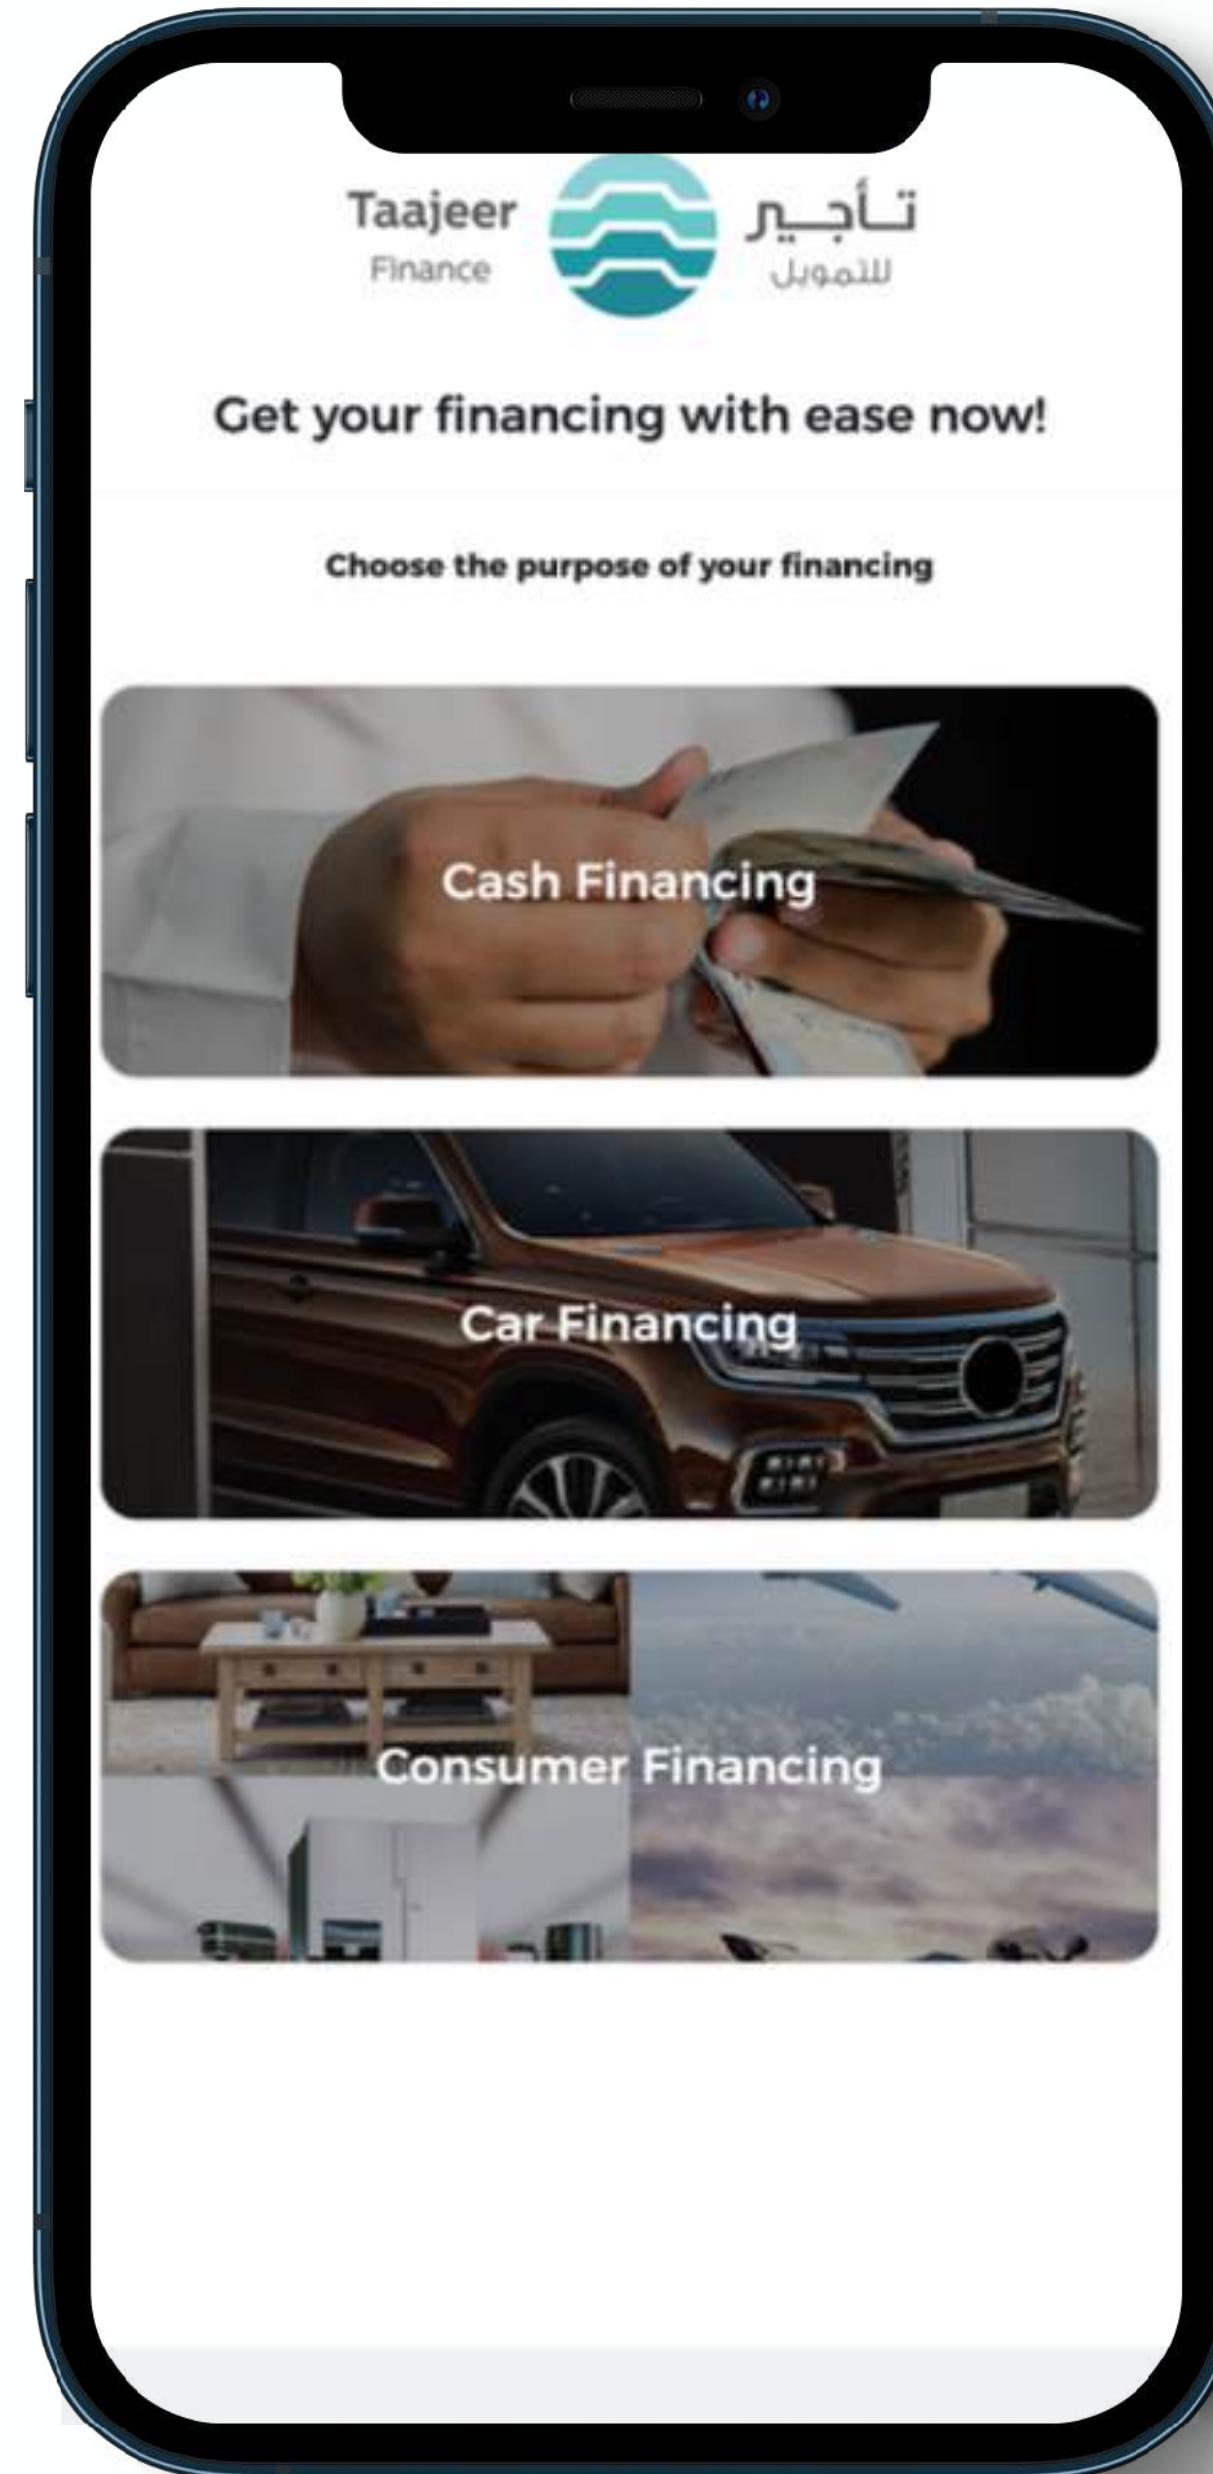 Taajeer
Finance
تأجير
للتمويل
Get your financing with ease now!
Choose the purpose of your financing
Cash Financing
Car Financing
Consumer Financing